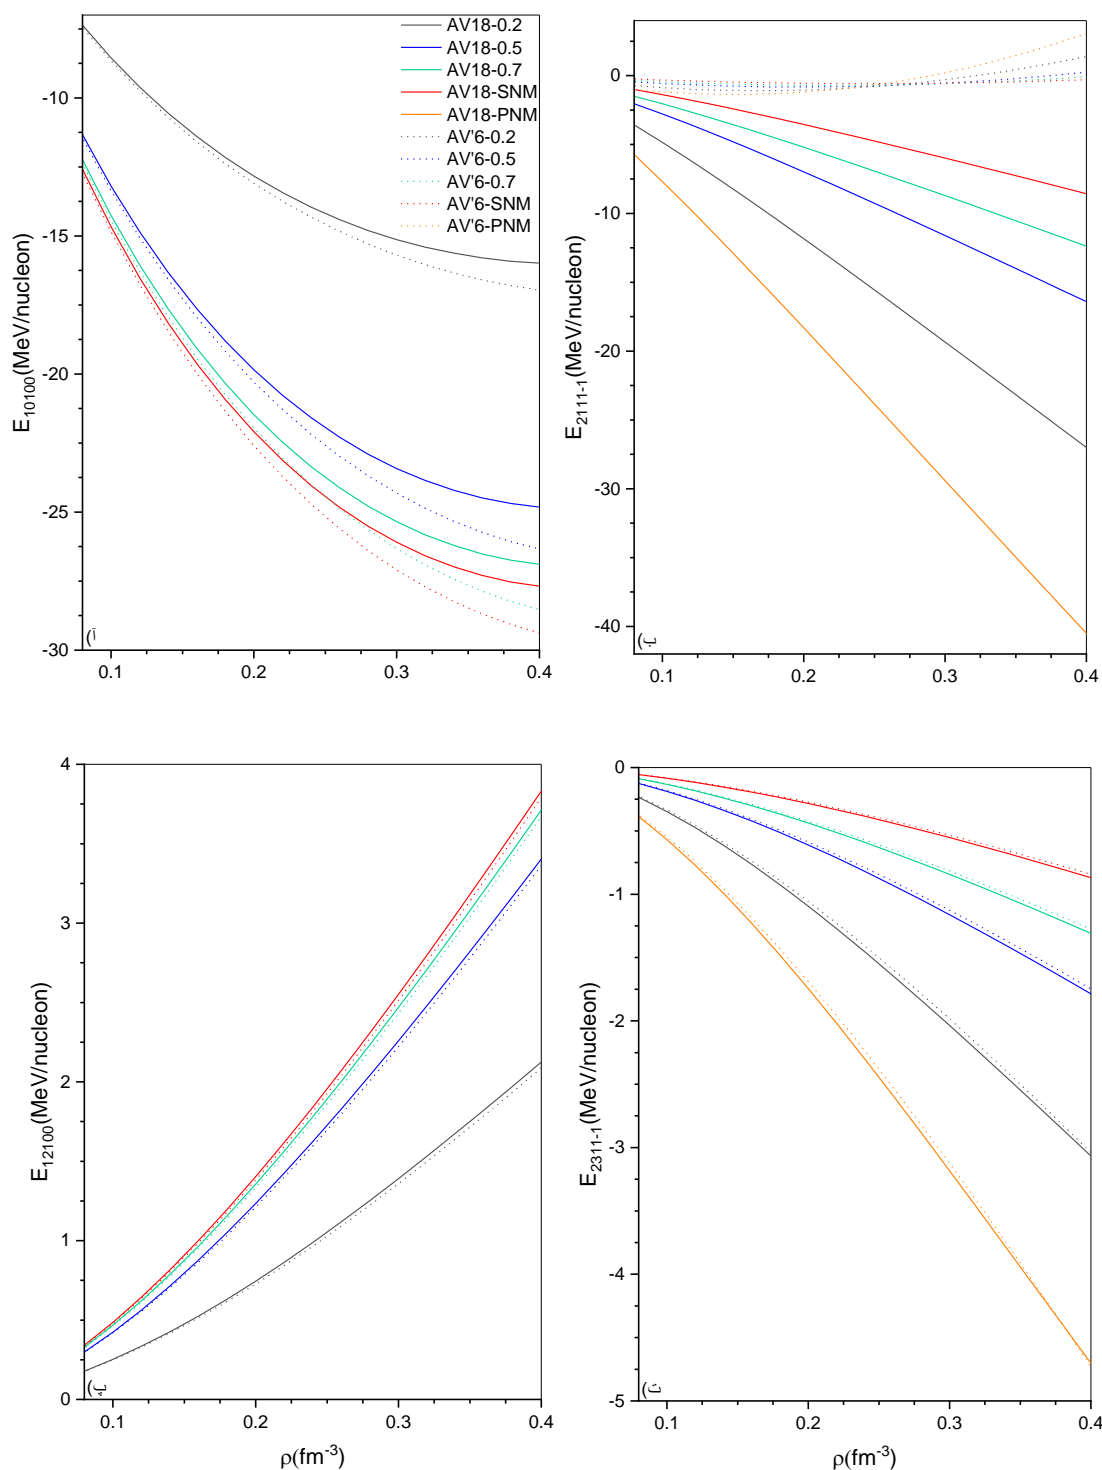 AV18-0.2
AV18-0.5
AV18-0.7
AV18-SNM
AV18-PNM
AV'6-0.2
AV'6-0.5
AV'6-0.7
AV'6-SNM
AV'6-PNM
-10
-15
-20
-25
-30
E10100(MeV/nucleon)
0.1 0.2 0.3 0.4
(آ
0
-10
-20
-30
-40
E2111-1(MeV/nucleon)
0.1 0.2 0.3 0.4
4
3
2
1
0
E12100(MeV/nucleon)
0.1 0.2 0.3 0.4
ρ(fm-3)
0
-1
-2
-3
-4
-5
E2311-1(MeV/nucleon)
0.1 0.2 0.3 0.4
ρ(fm-3)